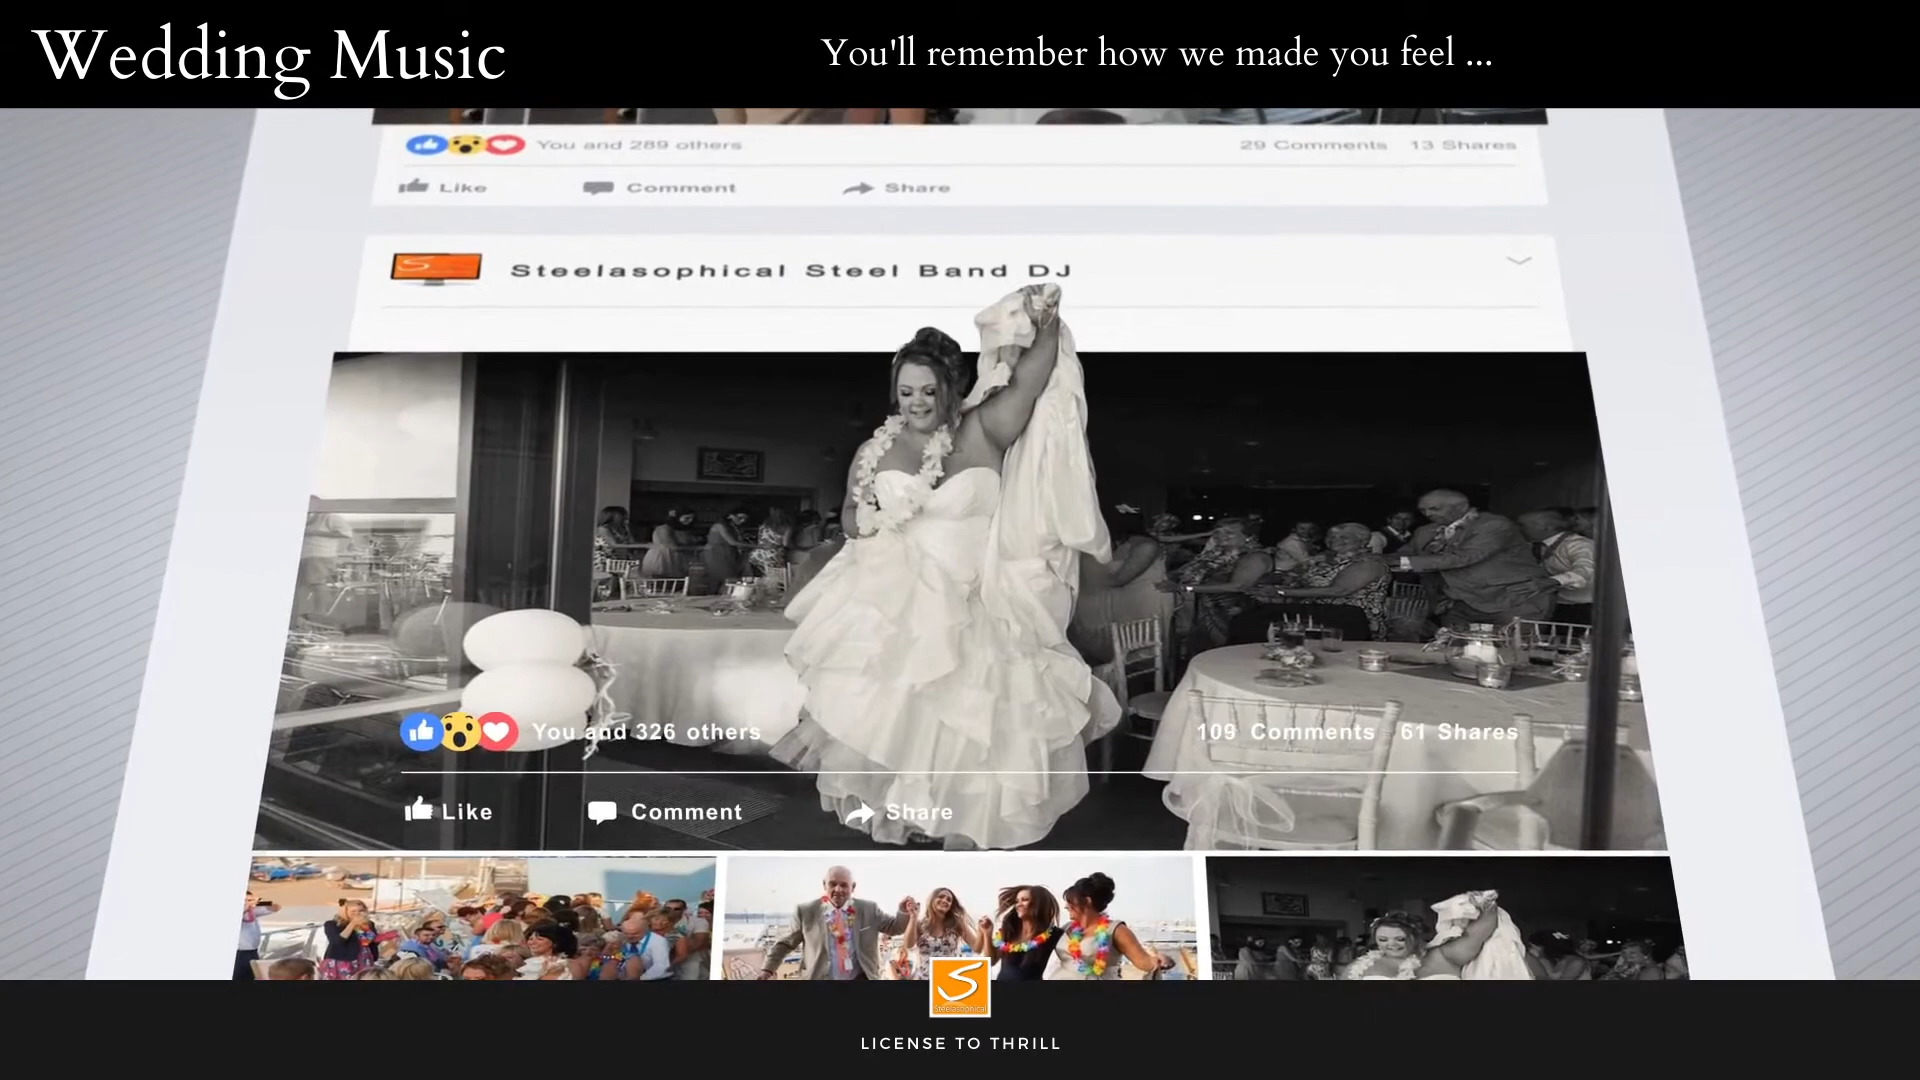 Wedding Music
You'll remember how we made you feel ...
You and 289 others
29 Comments 13 Shares
Like Comment Share
Steelasophical Steel Band DJ
You and 326 others
109 Comments 61 Shares
Like Comment Share
S
Steelasophical
LICENSE TO THRILL